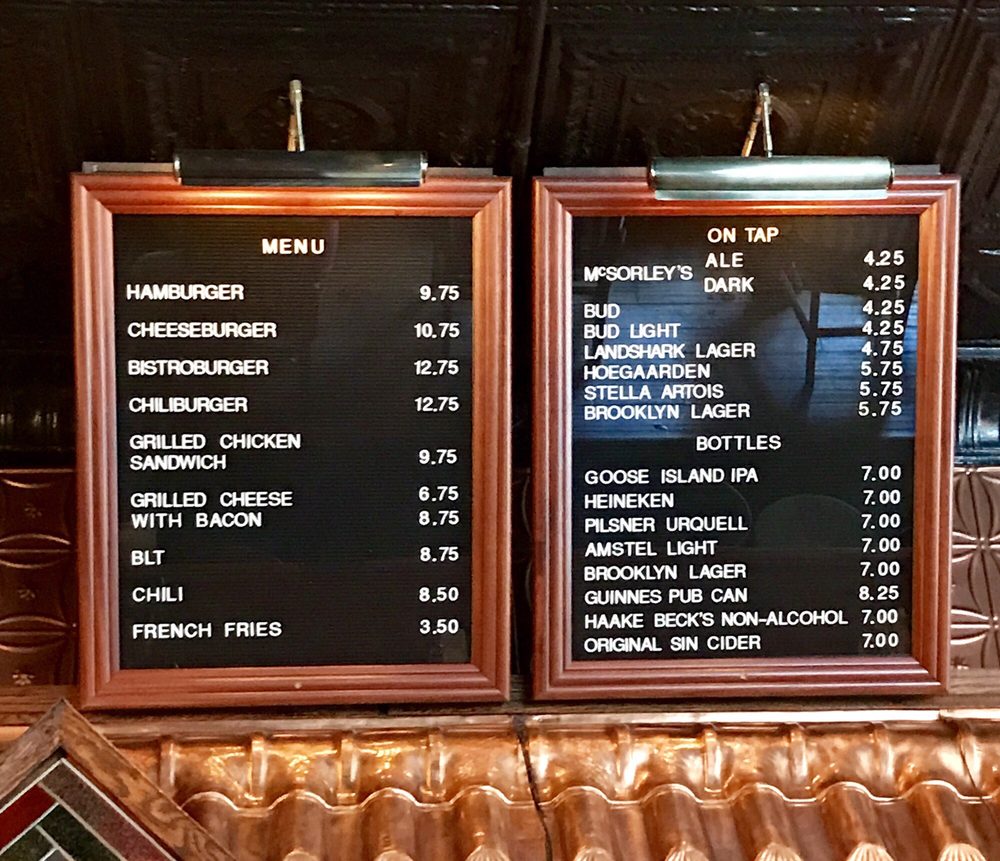 MENU
HAMBURGER 9.75
CHEESEBURGER 10.75
BISTROBURGER 12.75
CHILIBURGER 12.75
GRILLED CHICKEN
SANDWICH 9.75
GRILLED CHEESE 6.75
WITH BACON 8.75
BLT 8.75
CHILI 8.50
FRENCH FRIES 3.50
ON TAP
McSORLEY'S ALE 4.25
DARK 4.25
BUD 4.25
BUD LIGHT 4.25
LANDSHARK LAGER 4.75
HOEGAARDEN 5.75
STELLA ARTOIS 5.75
BROOKLYN LAGER 5.75
BOTTLES
GOOSE ISLAND IPA 7.00
HEINEKEN 7.00
PILSNER URQUELL 7.00
AMSTEL LIGHT 7.00
BROOKLYN LAGER 7.00
GUINNES PUB CAN 8.25
HAAKE BECK'S NON-ALCOHOL 7.00
ORIGINAL SIN CIDER 7.00